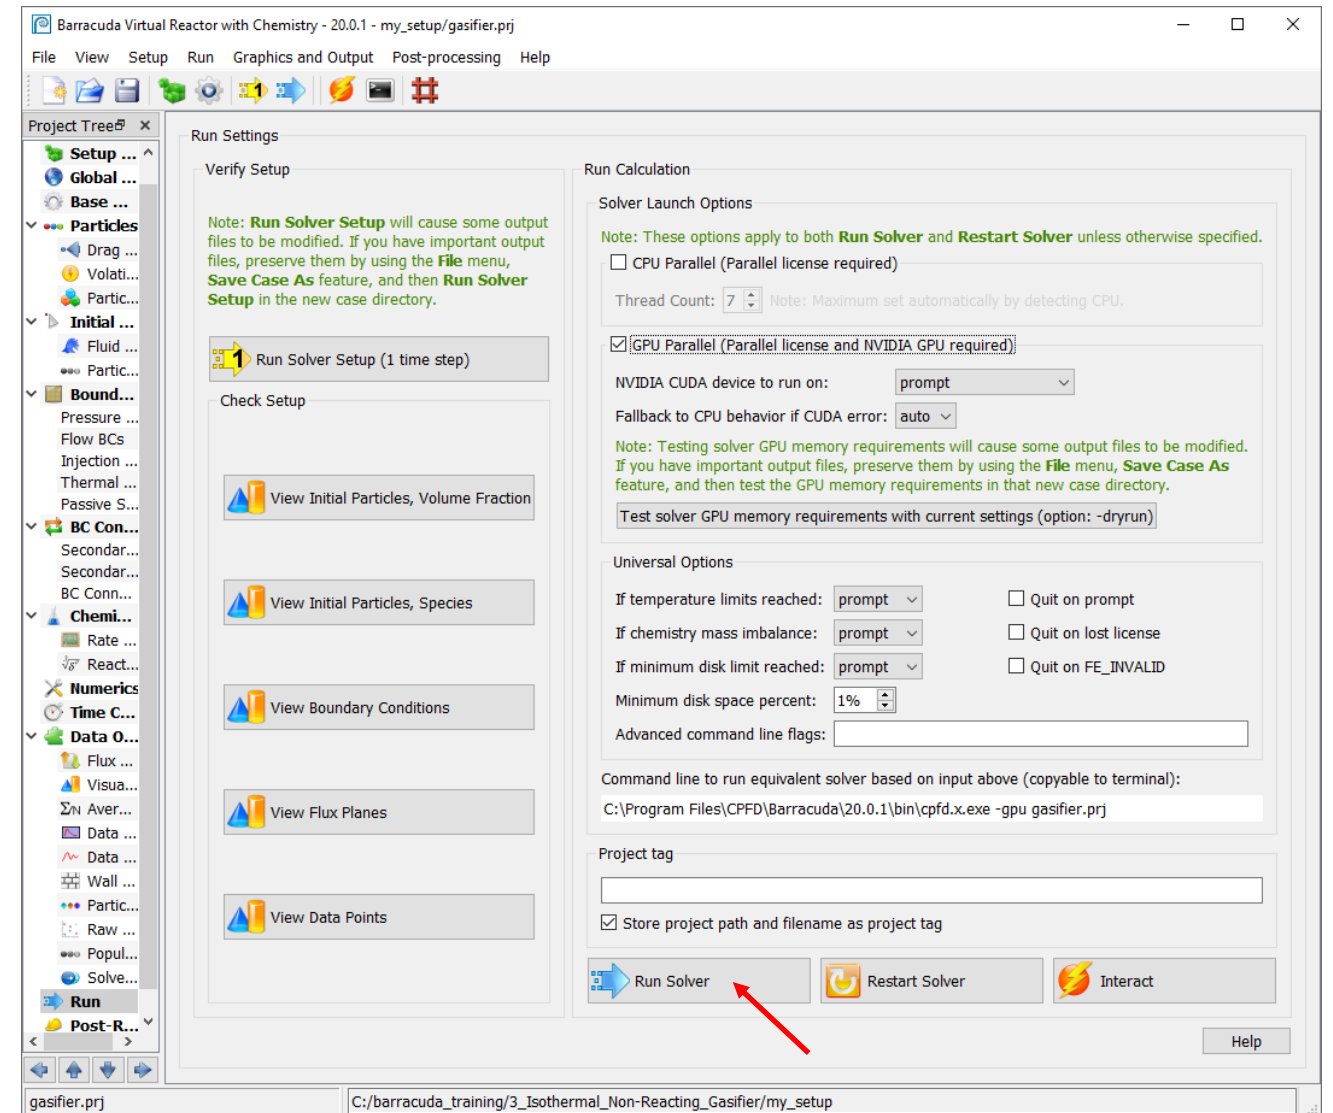 Barracuda Virtual Reactor with Chemistry - 20.0.1 - my_setup/gasifier.prj
File View Setup Run Graphics and Output Post-processing Help
Project Tree
Setup ...
Global ...
Base ...
Particles
Drag ...
Volati...
Partic...
Initial ...
Fluid ...
Partic...
Bound...
Pressure ...
Flow BCs
Injection ...
Thermal ...
Passive S...
BC Con...
Secondar...
Secondar...
BC Conn...
Chemi...
Rate ...
React...
Numerics
Time C...
Data O...
Flux ...
Visua...
Aver...
Data ...
Data ...
Wall ...
Partic...
Raw ...
Popul...
Solve...
Run
Post-R...
Run Settings
Verify Setup
Note: Run Solver Setup will cause some output
files to be modified. If you have important output
files, preserve them by using the File menu,
Save Case As feature, and then Run Solver
Setup in the new case directory.
1 Run Solver Setup (1 time step)
Check Setup
View Initial Particles, Volume Fraction
View Initial Particles, Species
View Boundary Conditions
View Flux Planes
View Data Points
Run Calculation
Solver Launch Options
Note: These options apply to both Run Solver and Restart Solver unless otherwise specified.
CPU Parallel (Parallel license required)
Thread Count: 7 Note: Maximum set automatically by detecting CPU.
GPU Parallel (Parallel license and NVIDIA GPU required)
NVIDIA CUDA device to run on: prompt
Fallback to CPU behavior if CUDA error: auto
Note: Testing solver GPU memory requirements will cause some output files to be modified.
If you have important output files, preserve them by using the File menu, Save Case As
feature, and then test the GPU memory requirements in that new case directory.
Test solver GPU memory requirements with current settings (option: -dryrun)
Universal Options
If temperature limits reached: prompt Quit on prompt
If chemistry mass imbalance: prompt Quit on lost license
If minimum disk limit reached: prompt Quit on FE_INVALID
Minimum disk space percent: 1%
Advanced command line flags:
Command line to run equivalent solver based on input above (copyable to terminal):
C:\Program Files\CPFD\Barracuda\20.0.1\bin\cpfd.x.exe -gpu gasifier.prj
Project tag
Store project path and filename as project tag
Run Solver Restart Solver Interact
Help
gasifier.prj C:/barracuda_training/3_Isothermal_Non-Reacting_Gasifier/my_setup